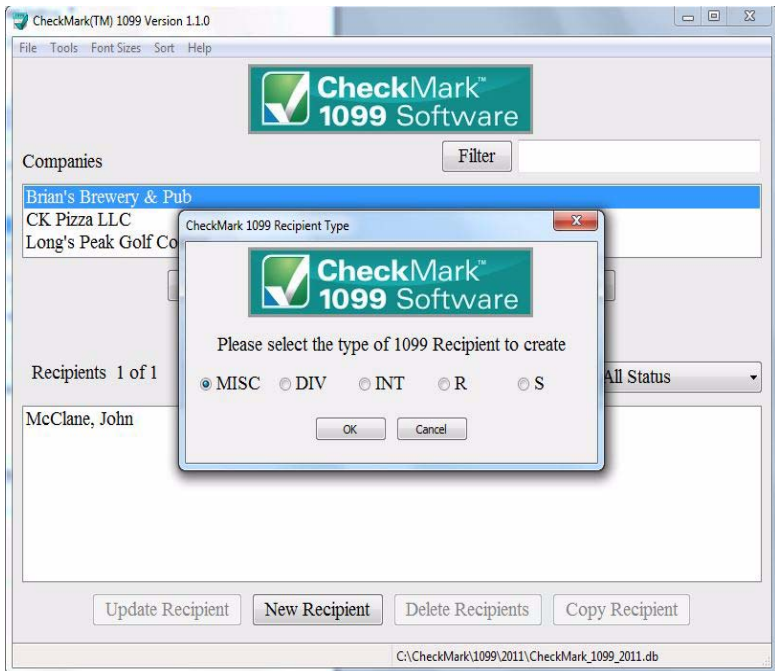 CheckMark(TM) 1099 Version 1.1.0
File Tools Font Sizes Sort Help
CheckMark™
1099 Software
Companies
Filter
Brian's Brewery & Pub
CK Pizza LLC
Long's Peak Golf Co
CheckMark 1099 Recipient Type
CheckMark™
1099 Software
Please select the type of 1099 Recipient to create
MISC DIV INT R S
OK Cancel
Recipients 1 of 1
All Status
McClane, John
Update Recipient New Recipient Delete Recipients Copy Recipient
C:\CheckMark\1099\2011\CheckMark_1099_2011.db